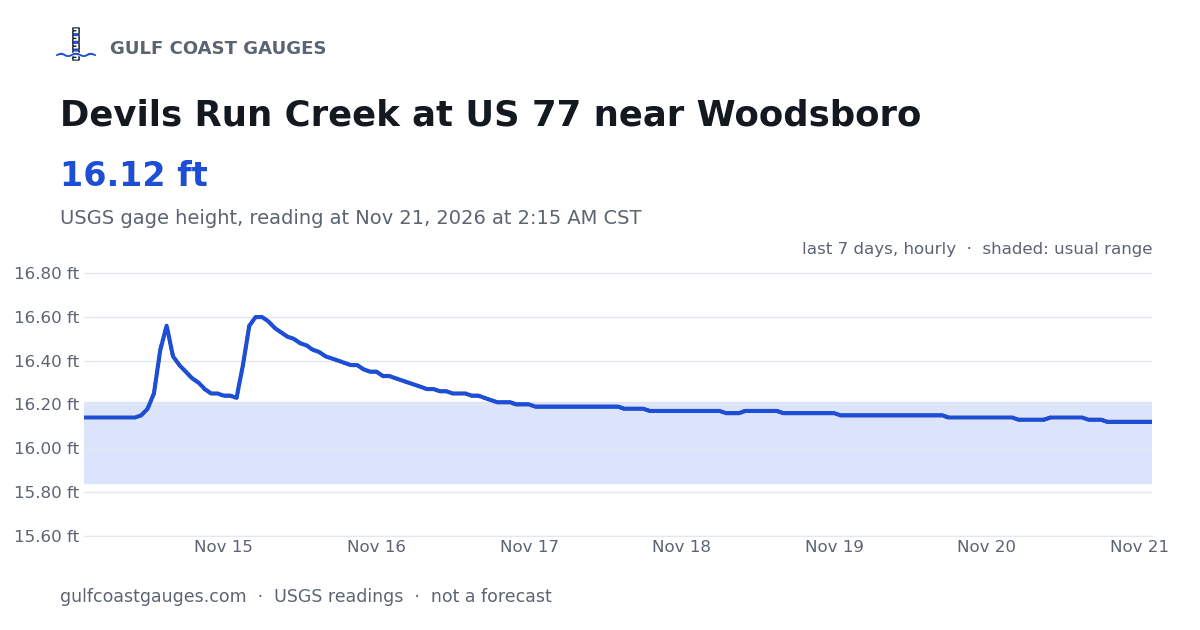 GULF COAST GAUGES
Devils Run Creek at US 77 near Woodsboro
16.12 ft
USGS gage height, reading at Nov 21, 2026 at 2:15 AM CST
last 7 days, hourly · shaded: usual range
16.80 ft
16.60 ft
16.40 ft
16.20 ft
16.00 ft
15.80 ft
15.60 ft
Nov 15 Nov 16 Nov 17 Nov 18 Nov 19 Nov 20 Nov 21
gulfcoastgauges.com · USGS readings · not a forecast